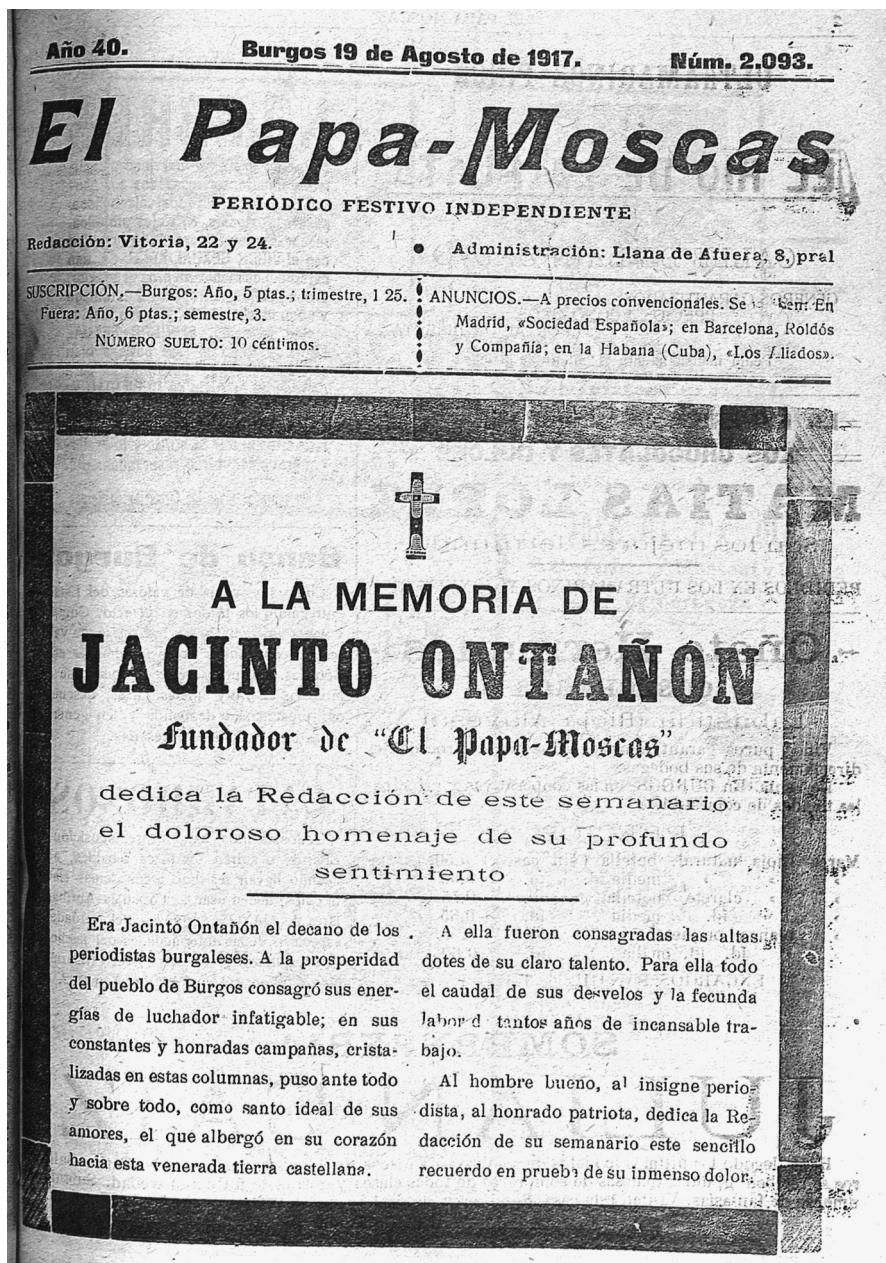 Año 40.
Burgos 19 de Agosto de 1917.
Núm. 2.093.
El Papa-Moscas
PERIÓDICO FESTIVO INDEPENDIENTE
Redacción: Vitoria, 22 y 24.
Administración: Llana de Afuera, 8, pral
SUSCRIPCIÓN.—Burgos: Año, 5 ptas.; trimestre, 1 25.
Fuera: Año, 6 ptas.; semestre, 3.
NÚMERO SUELTO: 10 céntimos.
ANUNCIOS.—A precios convencionales. Se En
Madrid, «Sociedad Española»; en Barcelona, Roldós
y Compañía; en la Habana (Cuba), «Los Aliados».
A LA MEMORIA DE
JACINTO ONTAÑÓN
Fundador de "El Papa-Moscas"
dedica la Redacción de este semanario
el doloroso homenaje de su profundo
sentimiento
Era Jacinto Ontañón el decano de los
periodistas burgaleses. A la prosperidad
del pueblo de Burgos consagró sus ener-
gías de luchador infatigable; en sus
constantes y honradas campañas, crista-
lizadas en estas columnas, puso ante todo
y sobre todo, como santo ideal de sus
amores, el que albergó en su corazón
hacia esta venerada tierra castellana.
A ella fueron consagradas las altas
dotes de su claro talento. Para ella todo
el caudal de sus desvelos y la fecunda
labor d tantos años de incansable tra-
bajo.
Al hombre bueno, al insigne perio-
dista, al honrado patriota, dedica la Re-
dacción de su semanario este sencillo
recuerdo en prueba de su inmenso dolor.